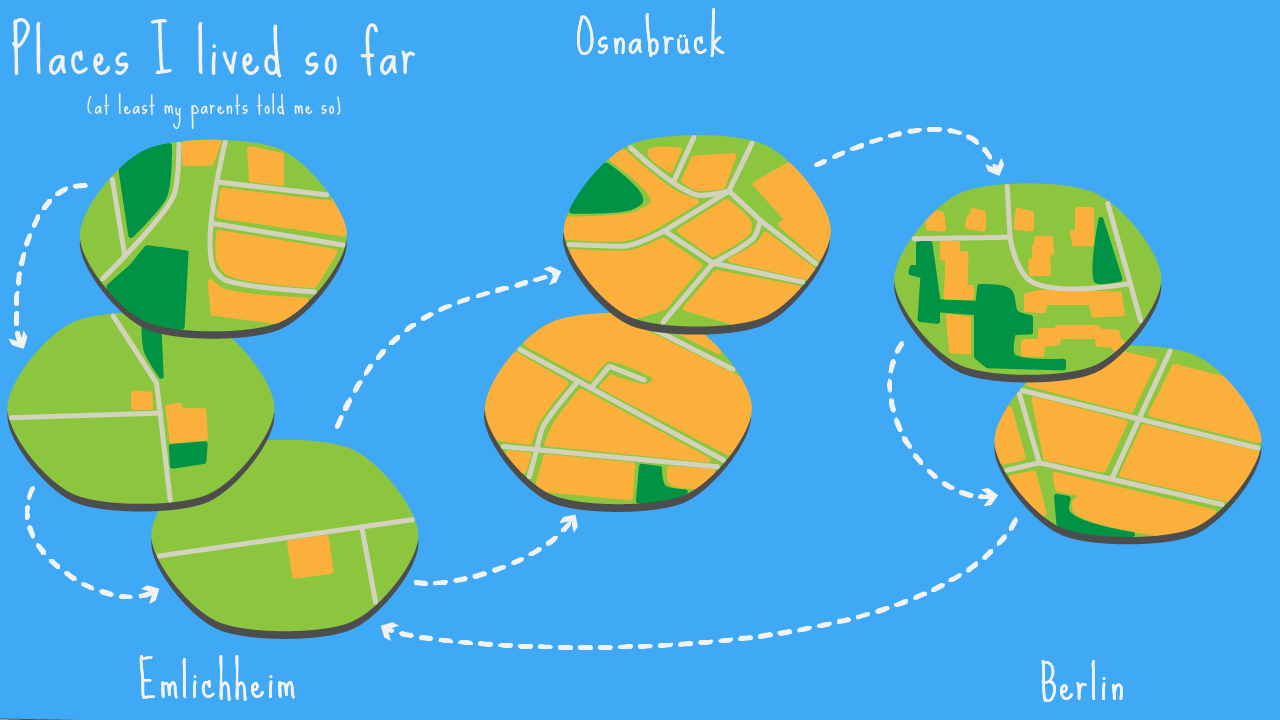 Places I lived so far
(at least my parents told me so)
Osnabrück
Emlichheim
Berlin